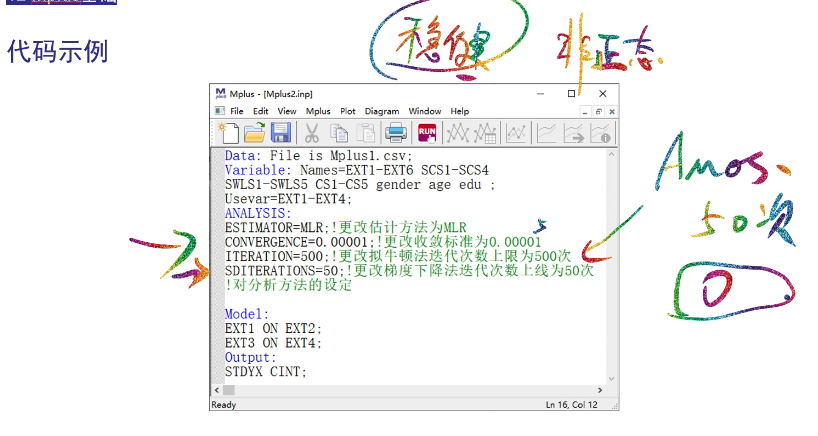 代码示例
稳健 非正态.
Mplus - [Mplus2.inp]
File Edit View Mplus Plot Diagram Window Help
RUN
Data: File is Mplus1.csv;
Variable: Names=EXT1-EXT6 SCS1-SCS4
SWLS1-SWLS5 CS1-CS5 gender age edu ;
Usevar=EXT1-EXT4;
ANALYSIS:
ESTIMATOR=MLR;!更改估计方法为MLR
CONVERGENCE=0.00001;!更改收敛标准为0.00001
ITERATION=500;!更改拟牛顿法迭代次数上限为500次
SDITERATIONS=50;!更改梯度下降法迭代次数上线为50次
!对分析方法的设定
Model:
EXT1 ON EXT2;
EXT3 ON EXT4;
Output:
STDYX CINT;
Ready Ln 16, Col 12
5
Amos、
50次
0